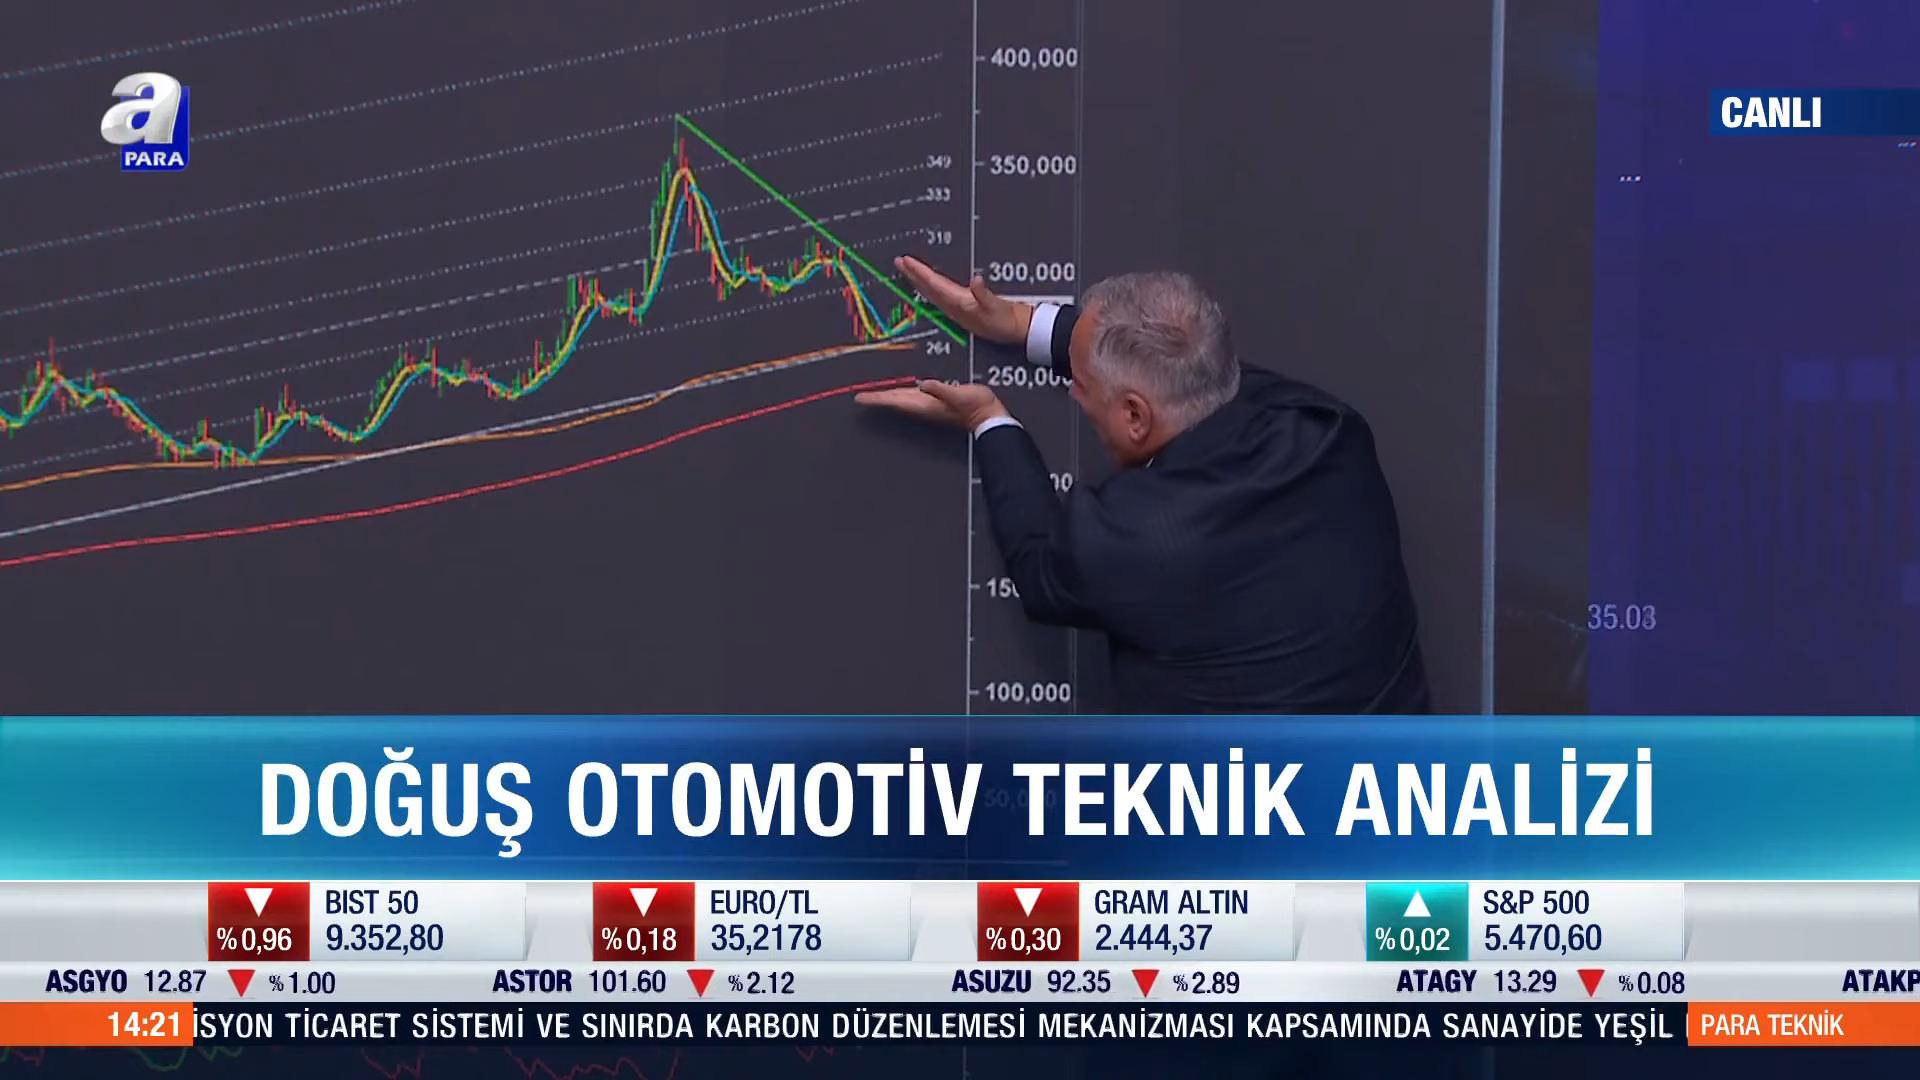 a
PARA
CANLI
400,000
350,000
300,000
100,000
50,000
349
333
318
264
35.03
DOĞUŞ OTOMOTİV TEKNİK ANALİZİ
%0,96 BIST 50 9.352,80
%0,18 EURO/TL 35,2178
%0,30 GRAM ALTIN 2.444,37
%0,02 S&P 500 5.470,60
ASGYO 12.87 %1.00 ASTOR 101.60 %2.12 ASUZU 92.35 %2.89 ATAGY 13.29 %0.08 ATAKP
14:21 İSYON TİCARET SİSTEMİ VE SINIRDA KARBON DÜZENLEMESİ MEKANİZMASI KAPSAMINDA SANAYİDE YEŞİL PARA TEKNİK